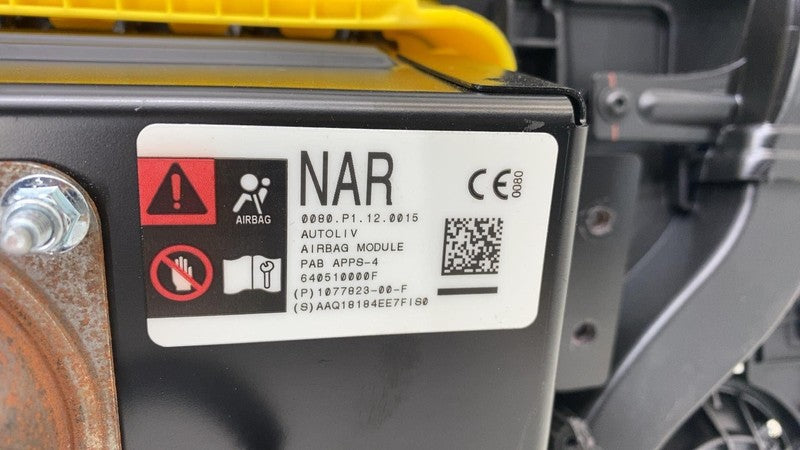 NAR
CE 0080
0080.P1.12.0015
AUTOLIV
AIRBAG MODULE
PAB APPS-4
640510000F
(P)1077823-00-F
(S)AAQ18184EE7FIS0
AIRBAG